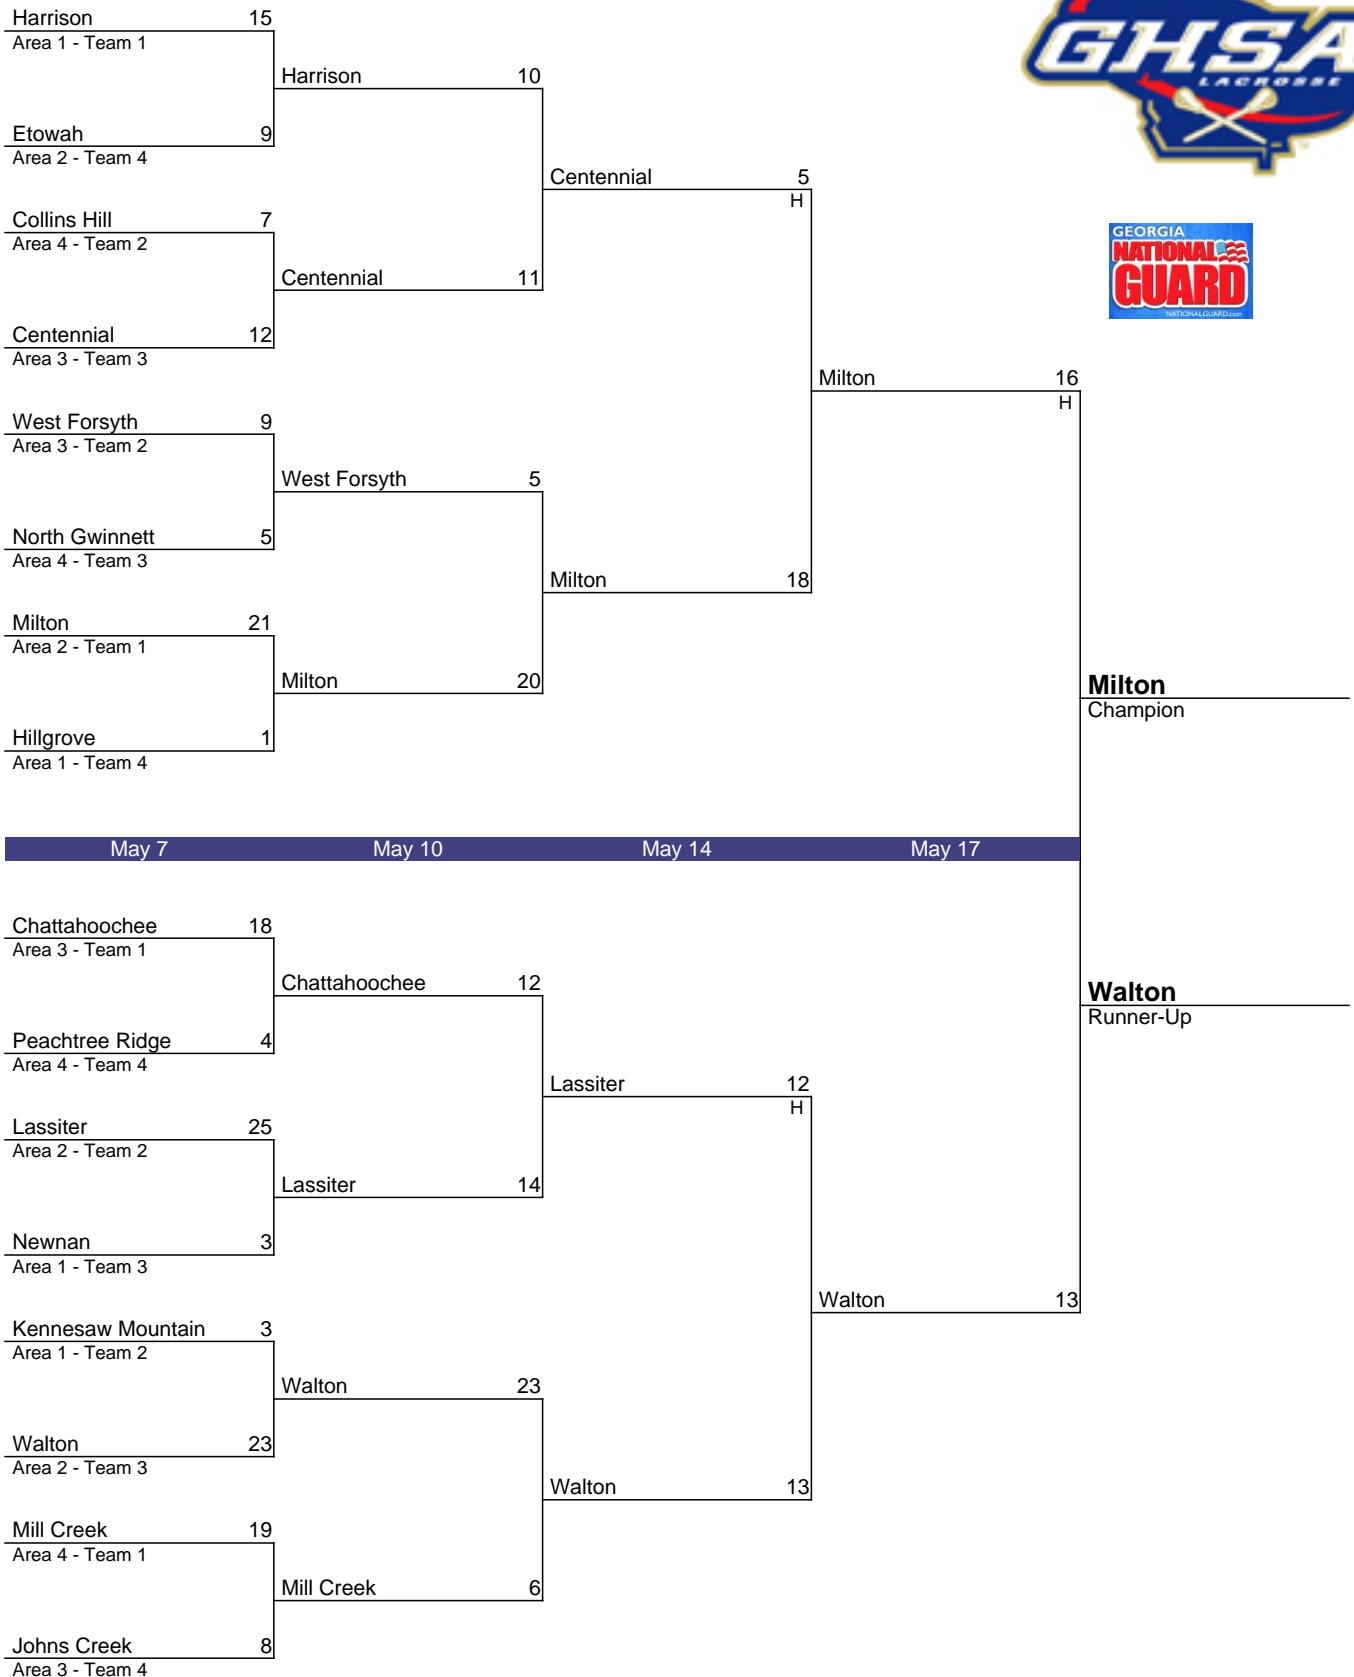 GHSA
LACROSSE
GEORGIA
NATIONAL
GUARD
NATIONALGUARD.com
Harrison 15
Area 1 - Team 1
Harrison 10
Etowah 9
Area 2 - Team 4
Centennial 5
H
Collins Hill 7
Area 4 - Team 2
Centennial 11
Centennial 12
Area 3 - Team 3
Milton 16
H
West Forsyth 9
Area 3 - Team 2
West Forsyth 5
North Gwinnett 5
Area 4 - Team 3
Milton 18
Milton 21
Area 2 - Team 1
Milton 20
Milton
Champion
Hillgrove 1
Area 1 - Team 4
May 7 May 10 May 14 May 17
Chattahoochee 18
Area 3 - Team 1
Chattahoochee 12
Walton
Runner-Up
Peachtree Ridge 4
Area 4 - Team 4
Lassiter 12
H
Lassiter 25
Area 2 - Team 2
Lassiter 14
Newnan 3
Area 1 - Team 3
Walton 13
Kennesaw Mountain 3
Area 1 - Team 2
Walton 23
Walton 23
Area 2 - Team 3
Walton 13
Mill Creek 19
Area 4 - Team 1
Mill Creek 6
Johns Creek 8
Area 3 - Team 4